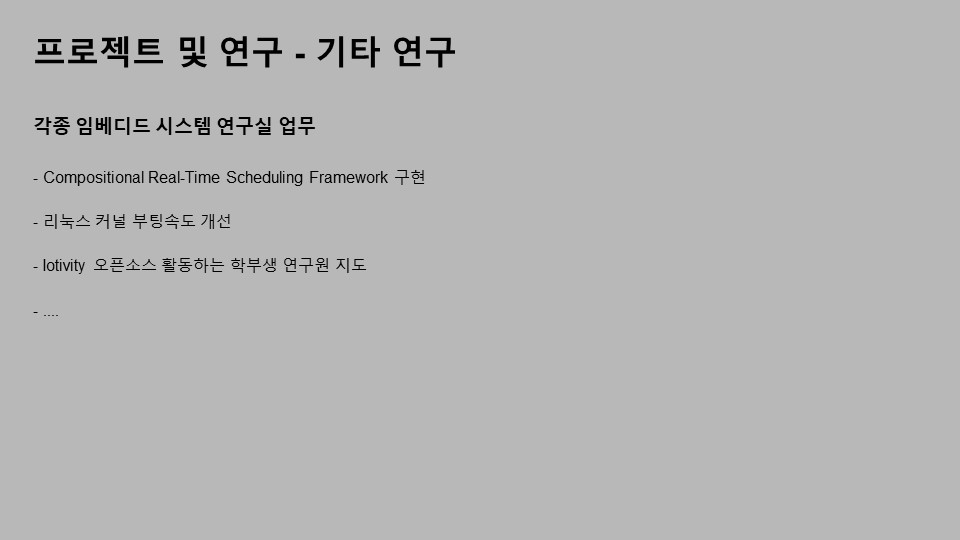 프로젝트 및 연구 - 기타 연구
각종 임베디드 시스템 연구실 업무
- Compositional Real-Time Scheduling Framework 구현
- 리눅스 커널 부팅속도 개선
- Iotivity 오픈소스 활동하는 학부생 연구원 지도
- ....